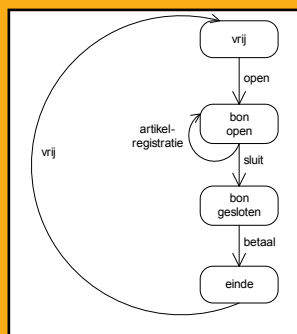 vrij
open
bon
open
artikel-
registratie
vrij
sluit
bon
gesloten
betaal
einde